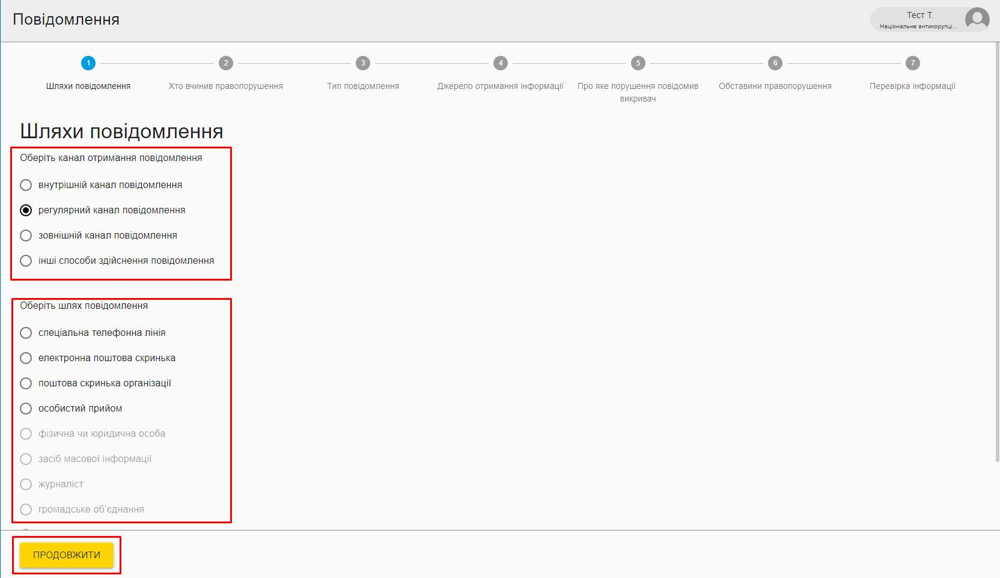 Повідомлення
Тест Т.
Національне антикорупці...
1
2
3
4
5
6
7
Шляхи повідомлення
Хто вчинив правопорушення
Тип повідомлення
Джерело отримання інформації
Про яке порушення повідомив
викривач
Обставини правопорушення
Перевірка інформації
Шляхи повідомлення
Оберіть канал отримання повідомлення
внутрішній канал повідомлення
регулярний канал повідомлення
зовнішній канал повідомлення
інші способи здійснення повідомлення
Оберіть шлях повідомлення
спеціальна телефонна лінія
електронна поштова скринька
поштова скринька організації
особистий прийом
фізична чи юридична особа
засіб масової інформації
журналіст
громадське об’єднання
ПРОДОВЖИТИ